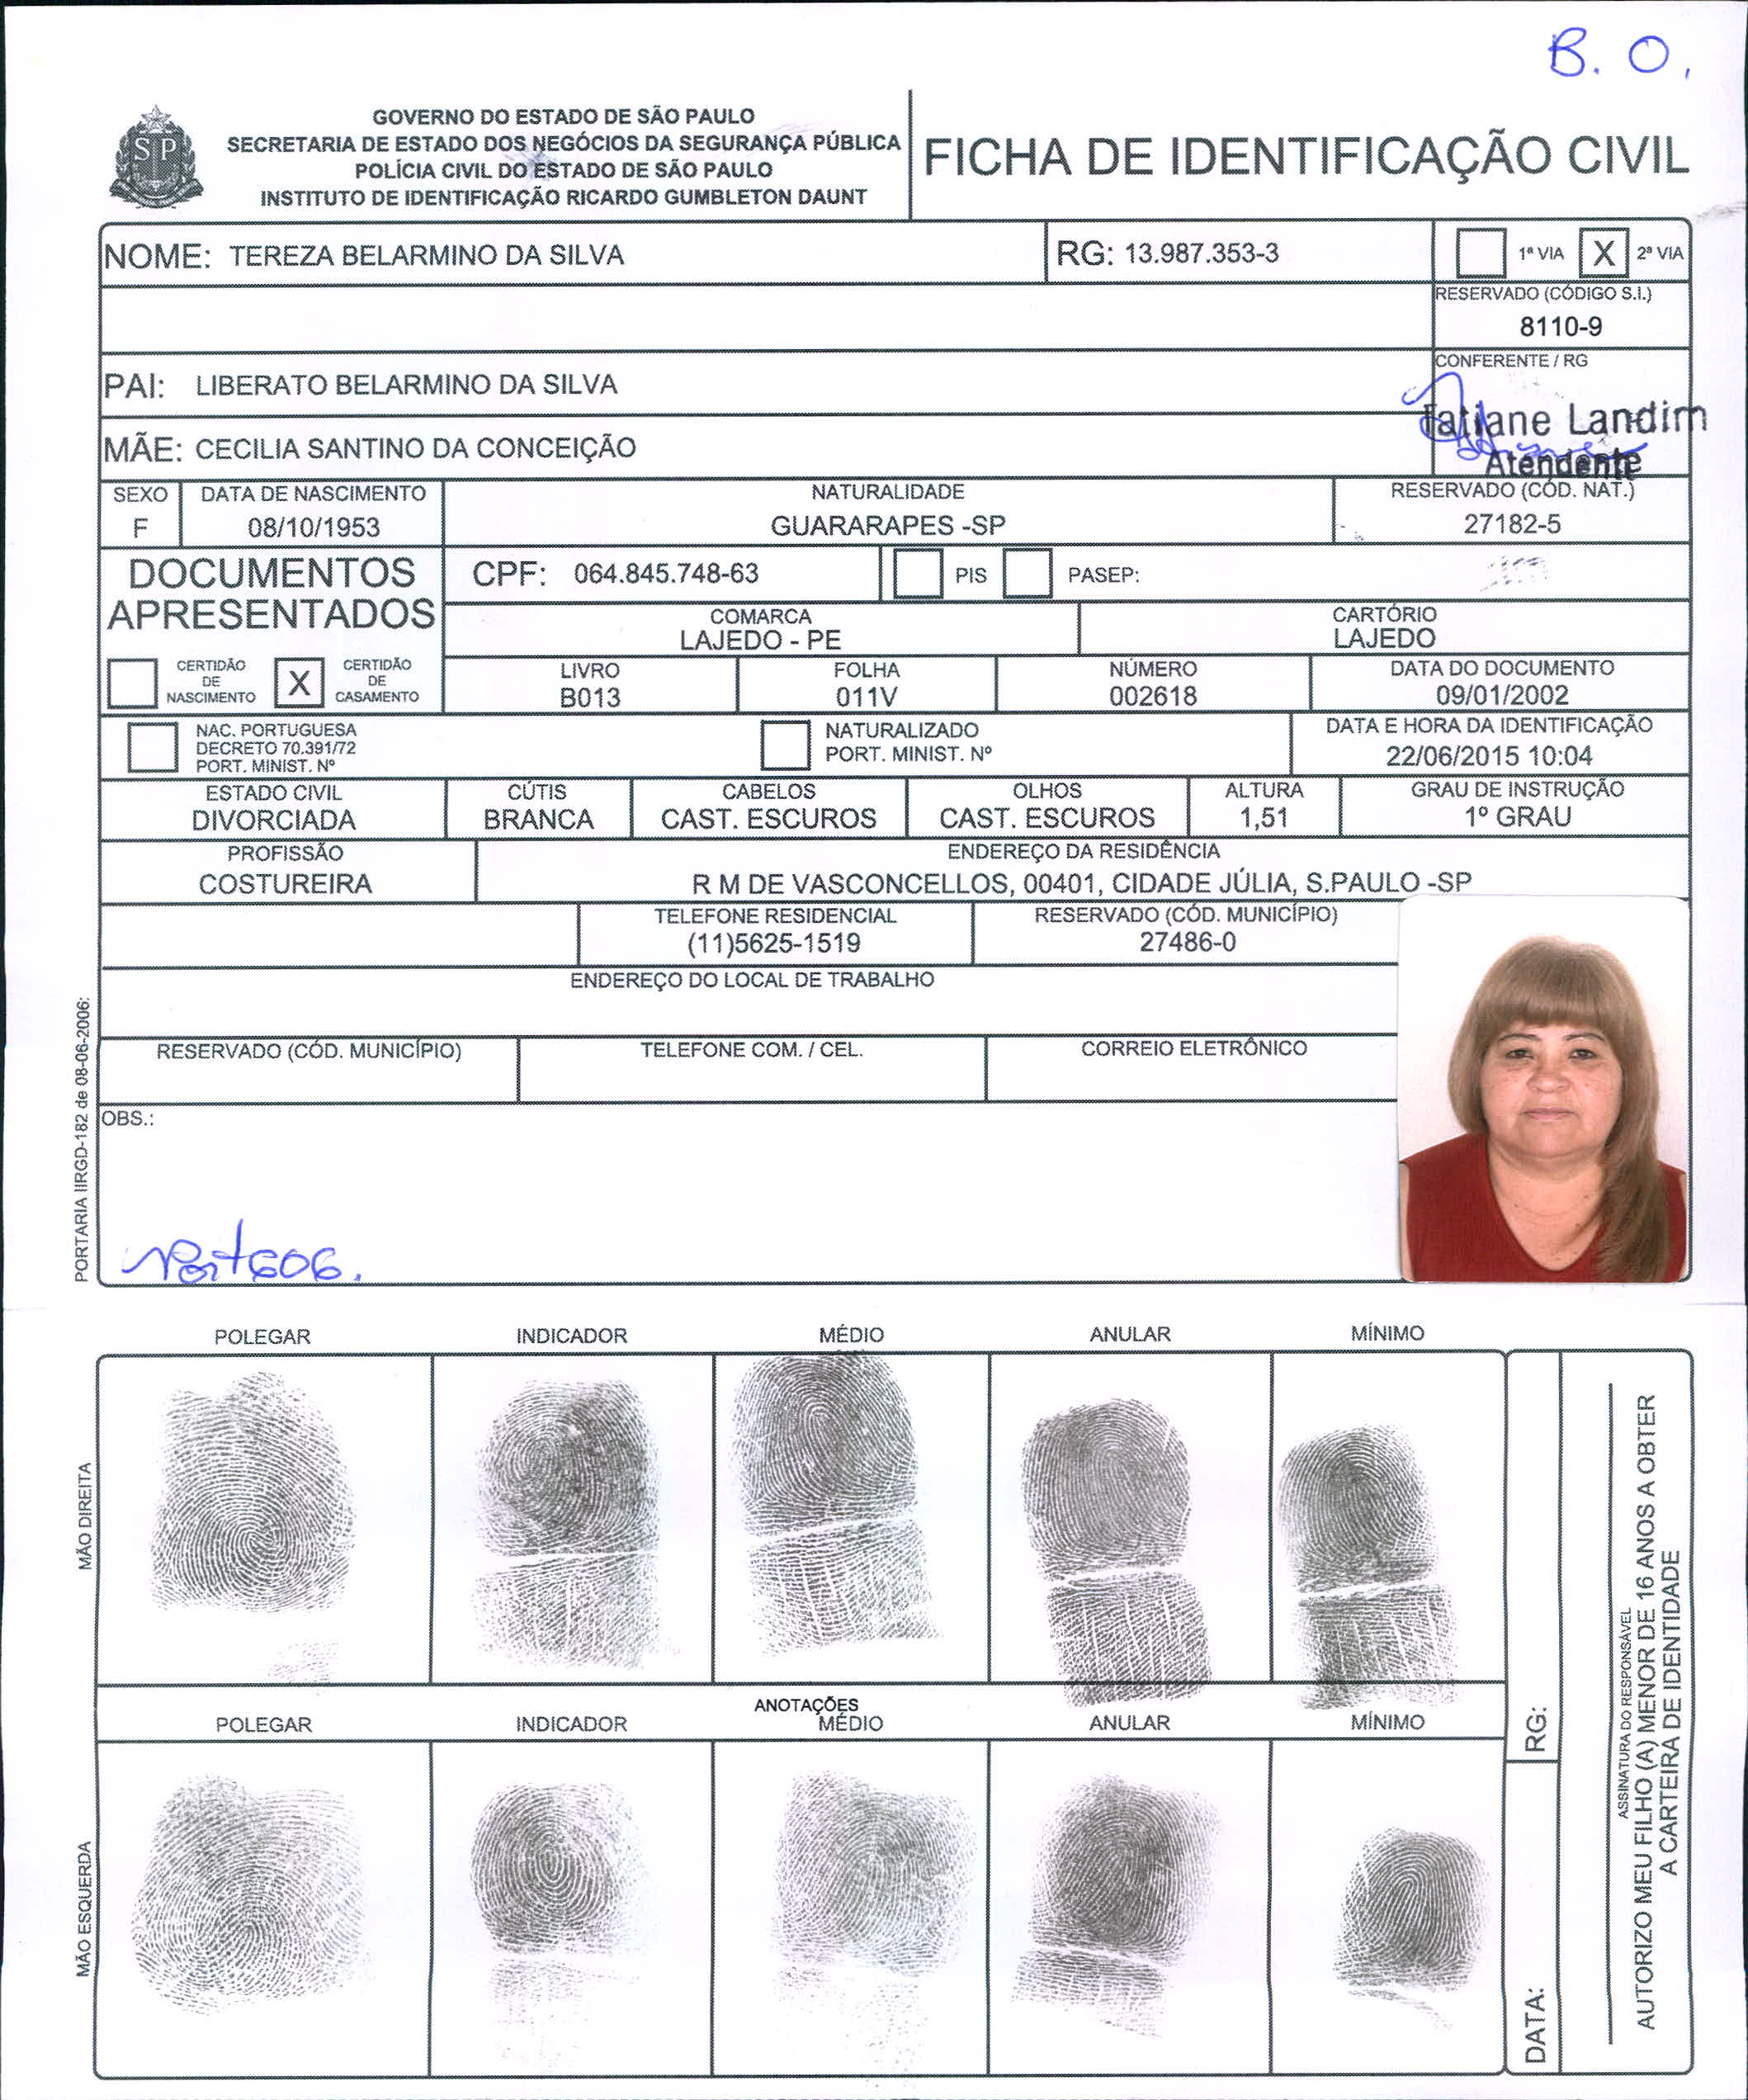 B. O.
GOVERNO DO ESTADO DE SÃO PAULO
SECRETARIA DE ESTADO DOS NEGÓCIOS DA SEGURANÇA PÚBLICA
POLÍCIA CIVIL DO ESTADO DE SÃO PAULO
INSTITUTO DE IDENTIFICAÇÃO RICARDO GUMBLETON DAUNT
SP
FICHA DE IDENTIFICAÇÃO CIVIL
NOME: TEREZA BELARMINO DA SILVA
RG: 13.987.353-3
1ª VIA X 2ª VIA
RESERVADO (CÓDIGO S.I.)
8110-9
PAI: LIBERATO BELARMINO DA SILVA
CONFERENTE / RG
Tatiane Landim
Atendente
MÃE: CECILIA SANTINO DA CONCEIÇÃO
SEXO
F
DATA DE NASCIMENTO
08/10/1953
NATURALIDADE
GUARARAPES -SP
RESERVADO (CÓD. NAT.)
27182-5
DOCUMENTOS
APRESENTADOS
CPF: 064.845.748-63
PIS
PASEP:
COMARCA
LAJEDO - PE
CARTÓRIO
LAJEDO
CERTIDÃO
DE
NASCIMENTO
X
CERTIDÃO
DE
CASAMENTO
LIVRO
B013
FOLHA
011V
NÚMERO
002618
DATA DO DOCUMENTO
09/01/2002
NAC. PORTUGUESA
DECRETO 70.391/72
PORT. MINIST. Nº
NATURALIZADO
PORT. MINIST. Nº
DATA E HORA DA IDENTIFICAÇÃO
22/06/2015 10:04
ESTADO CIVIL
DIVORCIADA
CÚTIS
BRANCA
CABELOS
CAST. ESCUROS
OLHOS
CAST. ESCUROS
ALTURA
1,51
GRAU DE INSTRUÇÃO
1º GRAU
PROFISSÃO
COSTUREIRA
ENDEREÇO DA RESIDÊNCIA
R M DE VASCONCELLOS, 00401, CIDADE JÚLIA, S.PAULO -SP
TELEFONE RESIDENCIAL
(11)5625-1519
RESERVADO (CÓD. MUNICÍPIO)
27486-0
ENDEREÇO DO LOCAL DE TRABALHO
RESERVADO (CÓD. MUNICÍPIO)
TELEFONE COM. / CEL.
CORREIO ELETRÔNICO
OBS.:
PORTARIA IIRGD-182 de 08-06-2006:
POLEGAR
INDICADOR
MÉDIO
ANULAR
MÍNIMO
MÃO DIREITA
ANOTAÇÕES
POLEGAR
INDICADOR
MÉDIO
ANULAR
MÍNIMO
MÃO ESQUERDA
RG:
DATA:
ASSINATURA DO RESPONSÁVEL
AUTORIZO MEU FILHO (A) MENOR DE 16 ANOS A OBTER
A CARTEIRA DE IDENTIDADE